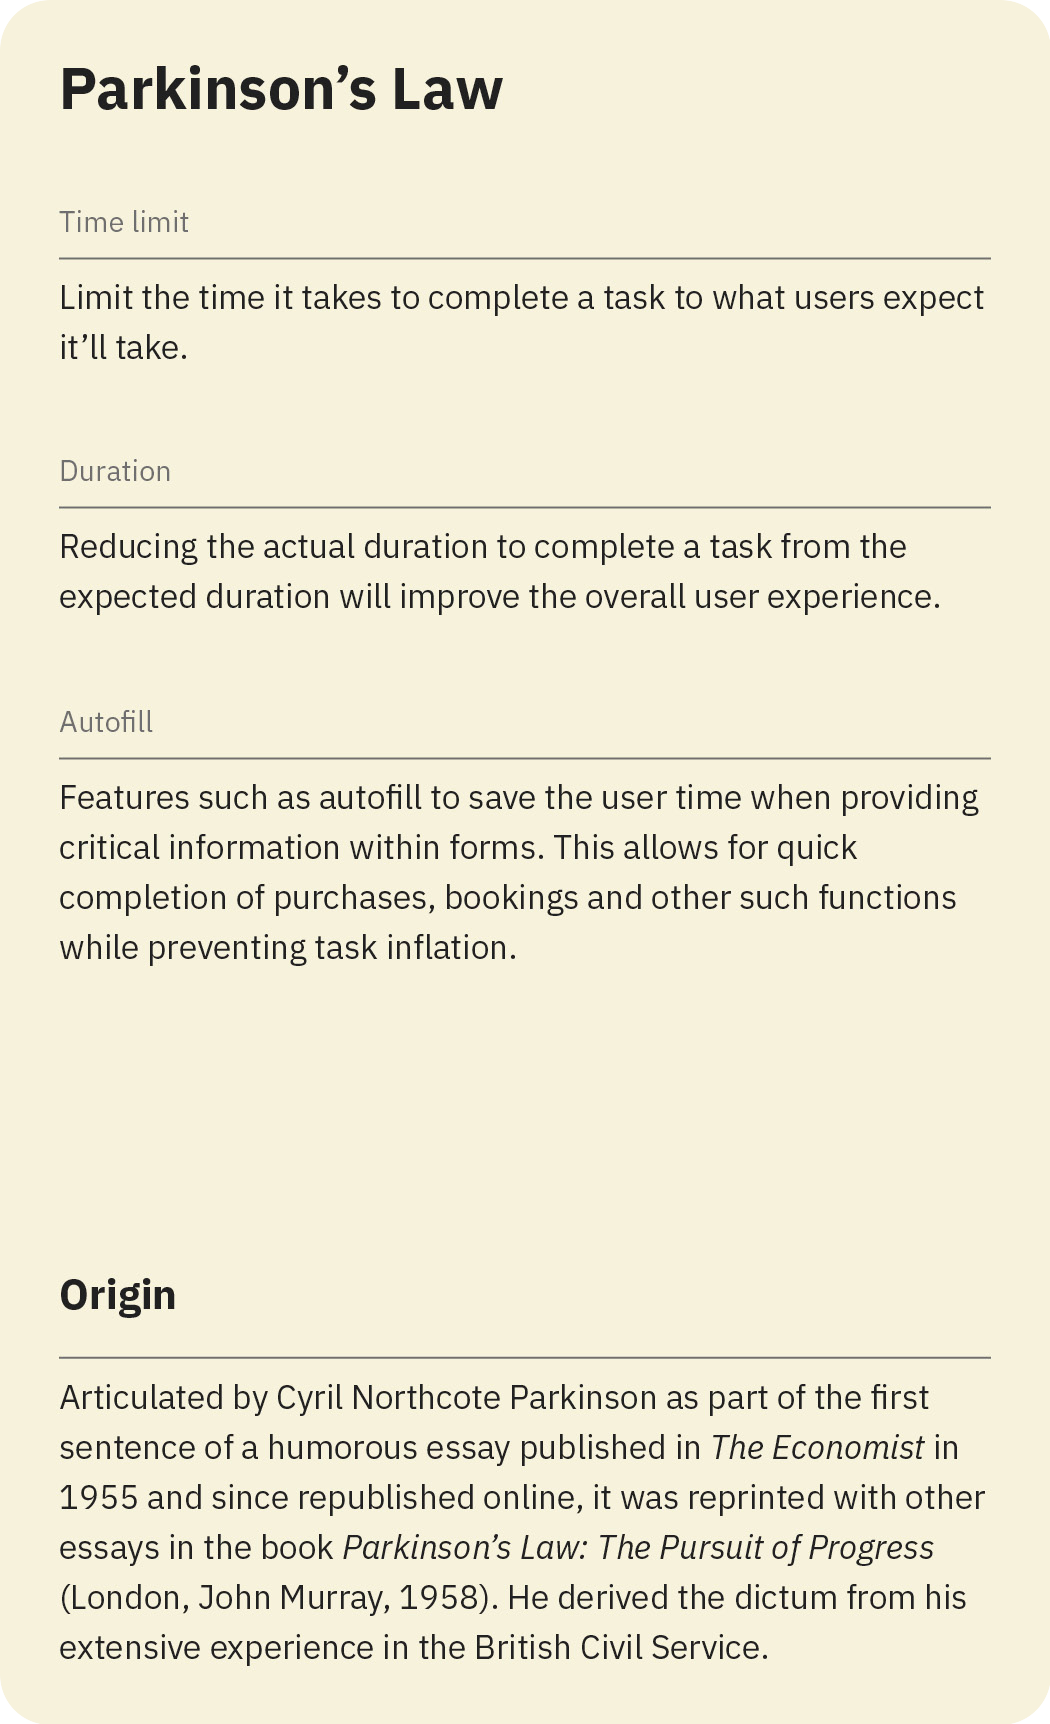 Parkinson’s Law
Time limit
Limit the time it takes to complete a task to what users expect
it’ll take.
Duration
Reducing the actual duration to complete a task from the
expected duration will improve the overall user experience.
Autofill
Features such as autofill to save the user time when providing
critical information within forms. This allows for quick
completion of purchases, bookings and other such functions
while preventing task inflation.
Origin
Articulated by Cyril Northcote Parkinson as part of the first
sentence of a humorous essay published in The Economist in
1955 and since republished online, it was reprinted with other
essays in the book Parkinson’s Law: The Pursuit of Progress
(London, John Murray, 1958). He derived the dictum from his
extensive experience in the British Civil Service.